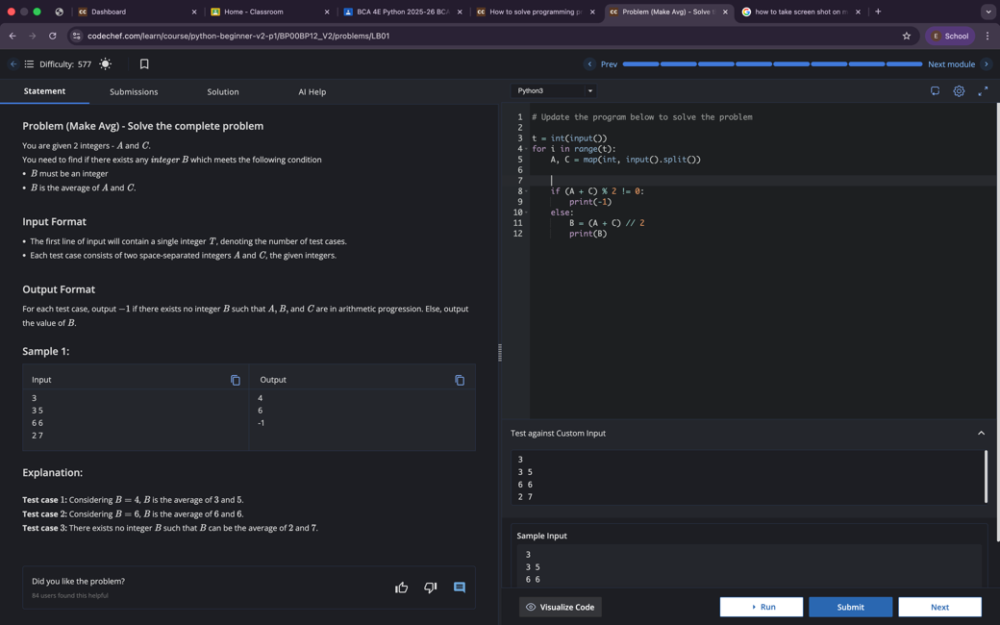 Dashboard
Home - Classroom
BCA 4E Python 2025-26 BCA
How to solve programming p
Problem (Make Avg) - Solve t
how to take screen shot on m
codechef.com/learn/course/python-beginner-v2-p1/BP00BP12_V2/problems/LB01
E School
Difficulty: 577
Prev
Next module
Statement
Submissions
Solution
AI Help
Problem (Make Avg) - Solve the complete problem
You are given 2 integers - A and C.
You need to find if there exists any integer B which meets the following condition
• B must be an integer
• B is the average of A and C.
Input Format
• The first line of input will contain a single integer T, denoting the number of test cases.
• Each test case consists of two space-separated integers A and C, the given integers.
Output Format
For each test case, output −1 if there exists no integer B such that A, B, and C are in arithmetic progression. Else, output
the value of B.
Sample 1:
Input
Output
3
3 5
6 6
2 7
4
6
-1
Explanation:
Test case 1: Considering B = 4, B is the average of 3 and 5.
Test case 2: Considering B = 6, B is the average of 6 and 6.
Test case 3: There exists no integer B such that B can be the average of 2 and 7.
Did you like the problem?
84 users found this helpful
Python3
1 # Update the program below to solve the problem
2
3 t = int(input())
4 for i in range(t):
5 A, C = map(int, input().split())
6
7
8 if (A + C) % 2 != 0:
9 print(-1)
10 else:
11 B = (A + C) // 2
12 print(B)
Test against Custom Input
3
3 5
6 6
2 7
Sample Input
3
3 5
6 6
Visualize Code
Run
Submit
Next